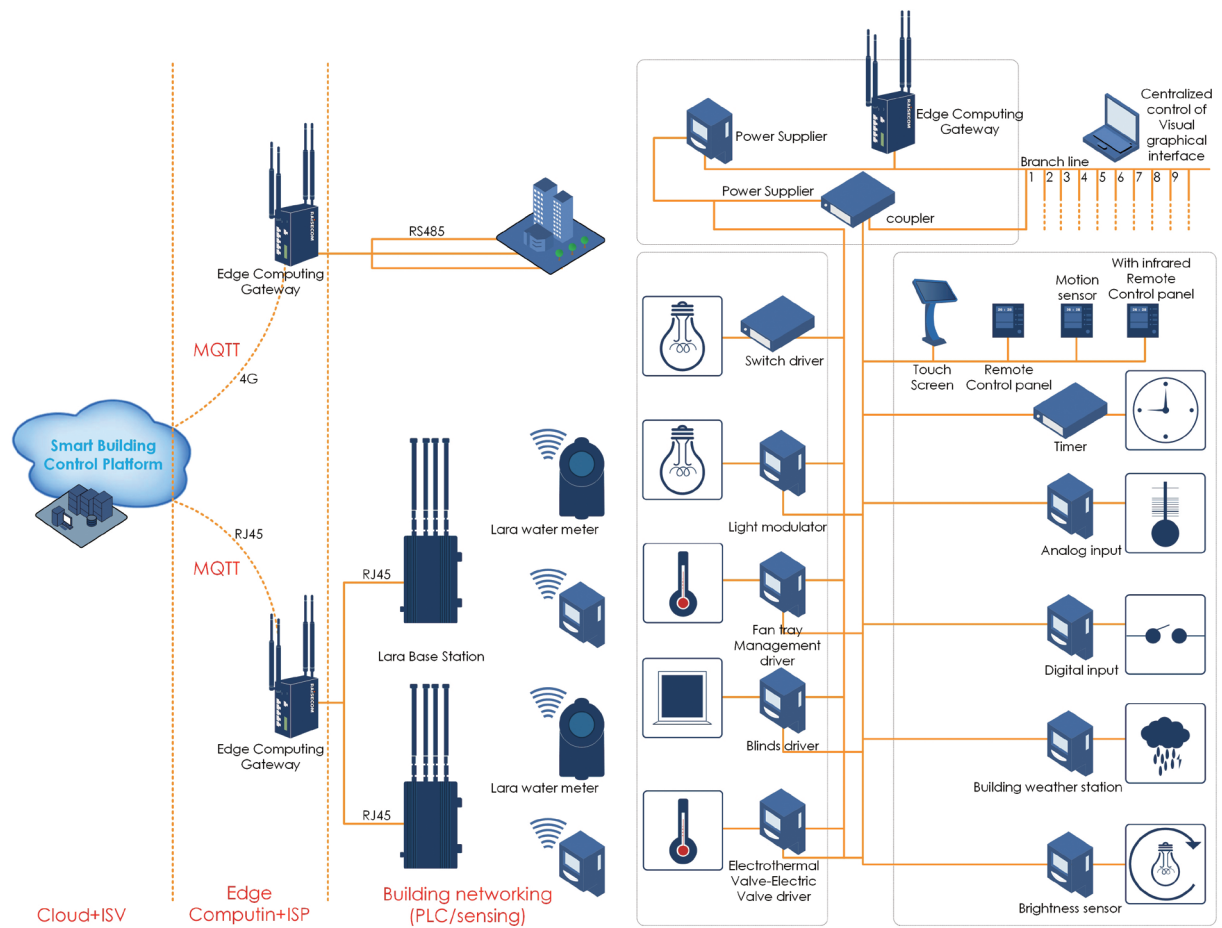 RAISECOM
Edge Computing
Gateway
RS485
MQTT
4G
Smart Building
Control Platform
RJ45
MQTT
RAISECOM
Edge Computing
Gateway
RJ45
Lara Base Station
Lara water meter
RJ45
Lara water meter
Cloud+ISV
Edge
Computin+ISP
Building networking
(PLC/sensing)
Power Supplier
RAISECOM
Edge Computing
Gateway
Centralized
control of
Visual
graphical
interface
Branch line
1 2 3 4 5 6 7 8 9
Power Supplier
coupler
Switch driver
Light modulator
Fan tray
Management
driver
Blinds driver
Electrothermal
Valve-Electric
Valve driver
Touch
Screen
Remote
Control panel
Motion
sensor
With infrared
Remote
Control panel
Timer
Analog input
Digital input
Building weather station
Brightness sensor